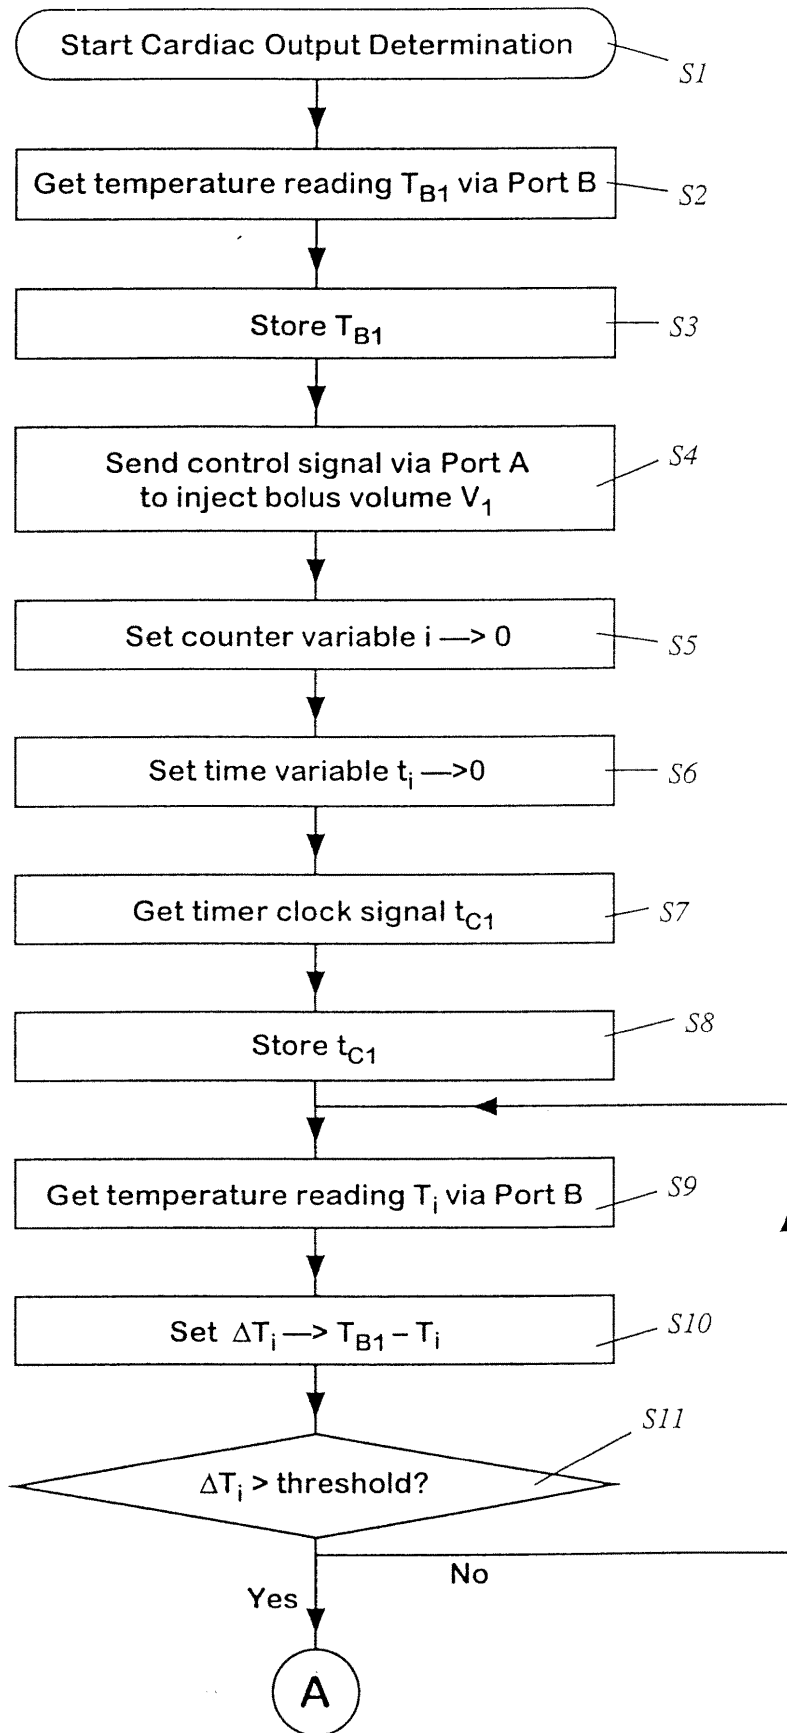 Start Cardiac Output Determination
S1
Get temperature reading T_B1 via Port B
S2
Store T_B1
S3
Send control signal via Port A
to inject bolus volume V_1
S4
Set counter variable i —> 0
S5
Set time variable t_i —>0
S6
Get timer clock signal t_C1
S7
Store t_C1
S8
Get temperature reading T_i via Port B
S9
Set ΔT_i —> T_B1 – T_i
S10
ΔT_i > threshold?
S11
No
Yes
A